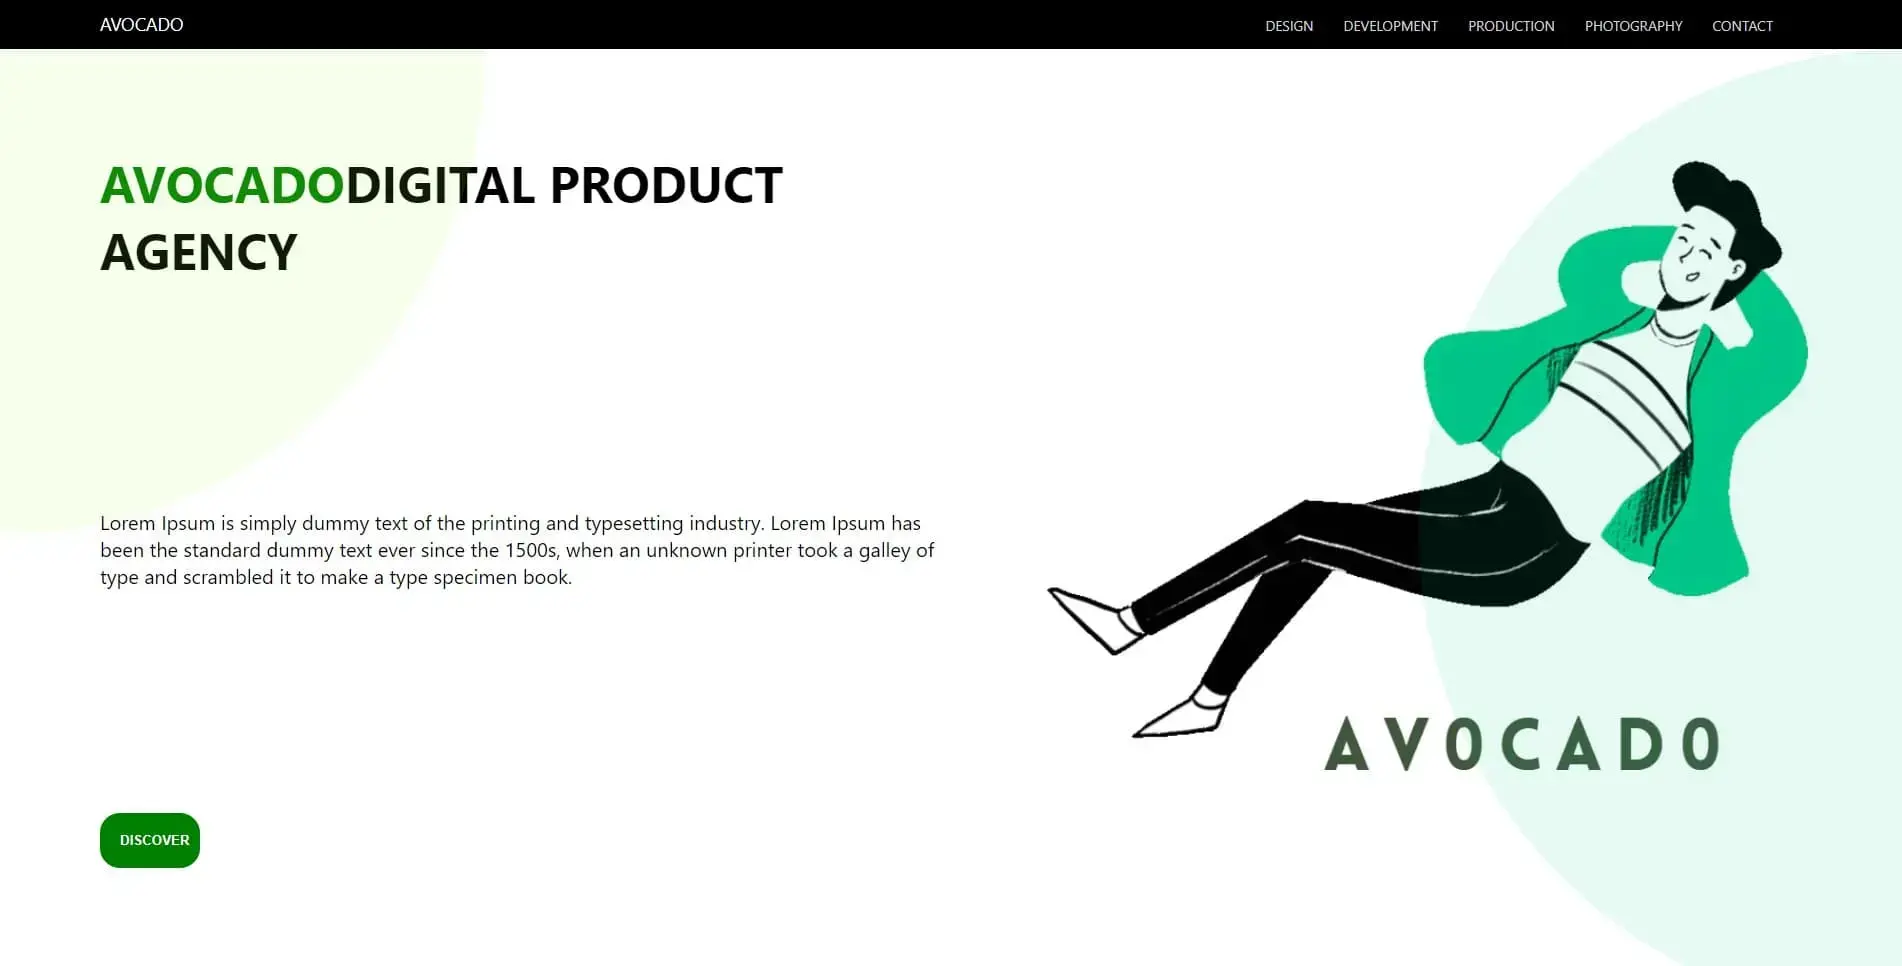 AVOCADO
DESIGN DEVELOPMENT PRODUCTION PHOTOGRAPHY CONTACT
AVOCADODIGITAL PRODUCT
AGENCY
Lorem Ipsum is simply dummy text of the printing and typesetting industry. Lorem Ipsum has
been the standard dummy text ever since the 1500s, when an unknown printer took a galley of
type and scrambled it to make a type specimen book.
AVOCADO
DISCOVER